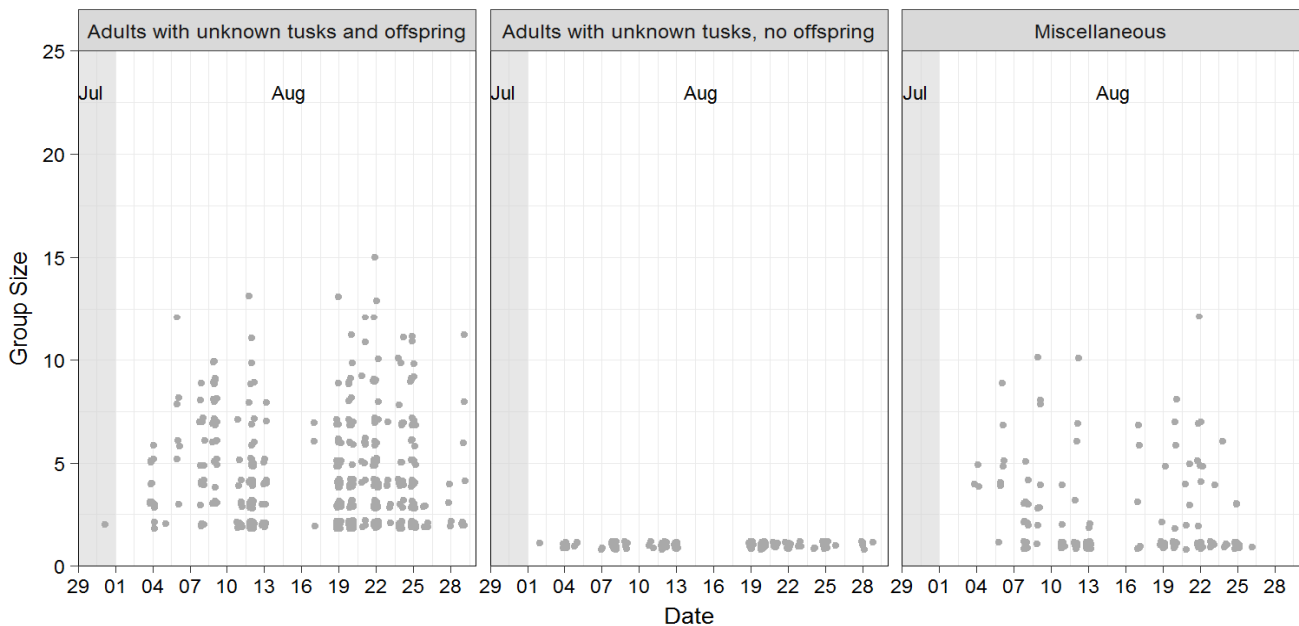 Adults with unknown tusks and offspring
Adults with unknown tusks, no offspring
Miscellaneous
25
20
15
10
5
0
Group Size
Jul Aug
Jul Aug
Jul Aug
29 01 04 07 10 13 16 19 22 25 28
29 01 04 07 10 13 16 19 22 25 28
29 01 04 07 10 13 16 19 22 25 28
Date